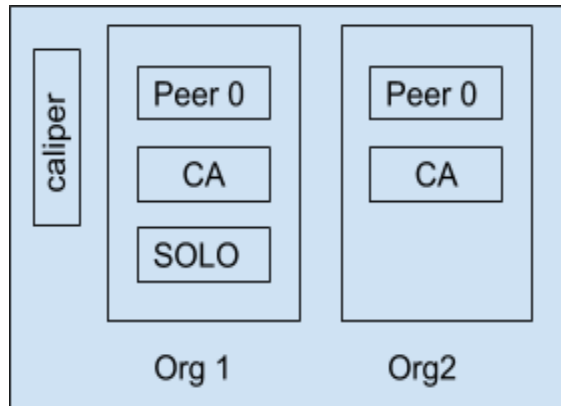 caliper
Peer 0
CA
SOLO
Org 1
Peer 0
CA
Org2